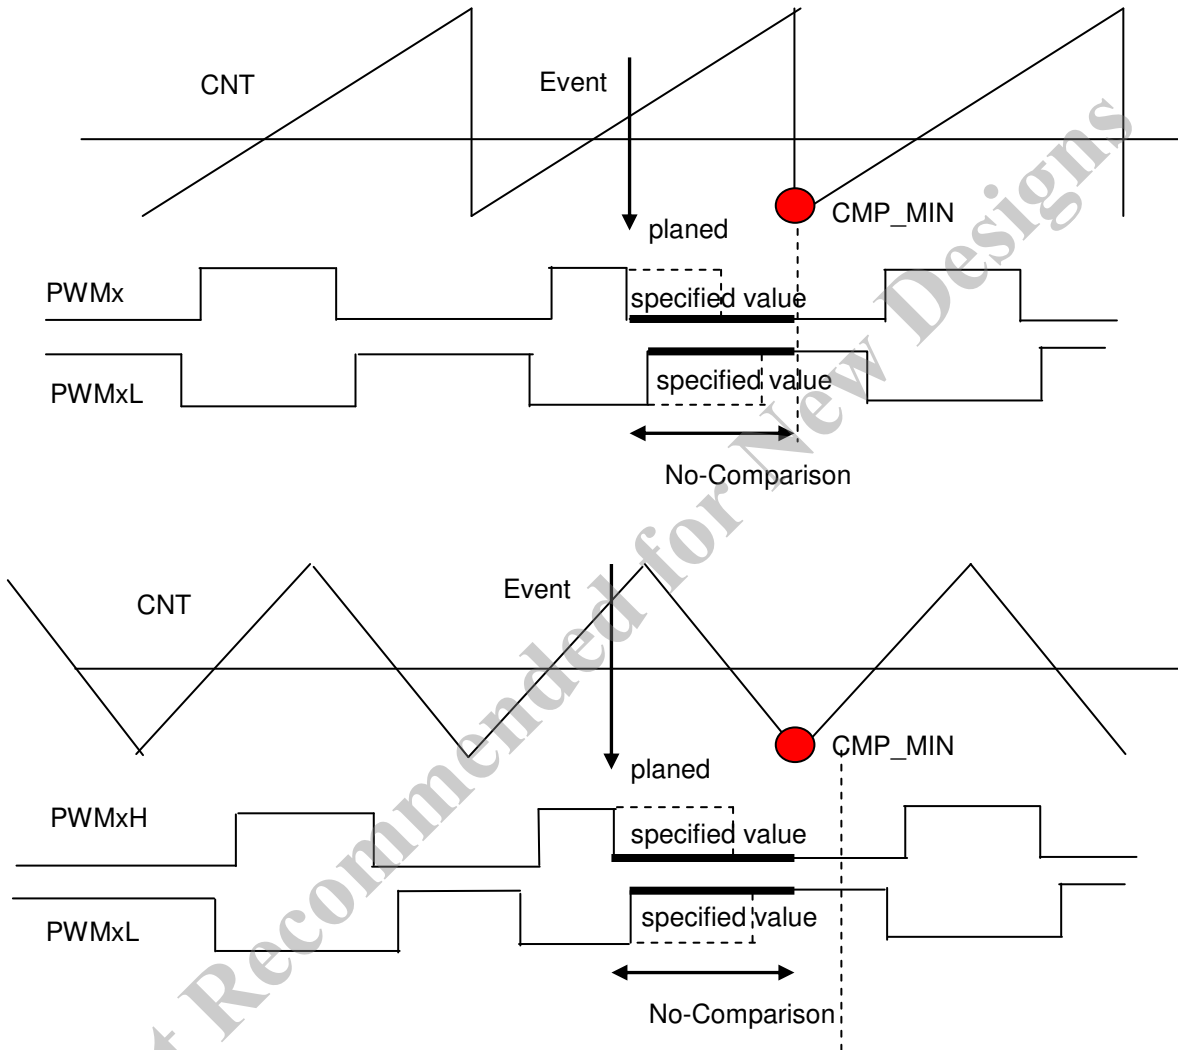 CNT
Event
CMP_MIN
planed
PWMx
specified value
PWMxL
specified value
No-Comparison
CNT
Event
CMP_MIN
planed
PWMxH
specified value
PWMxL
specified value
No-Comparison
t Recommended for New Designs